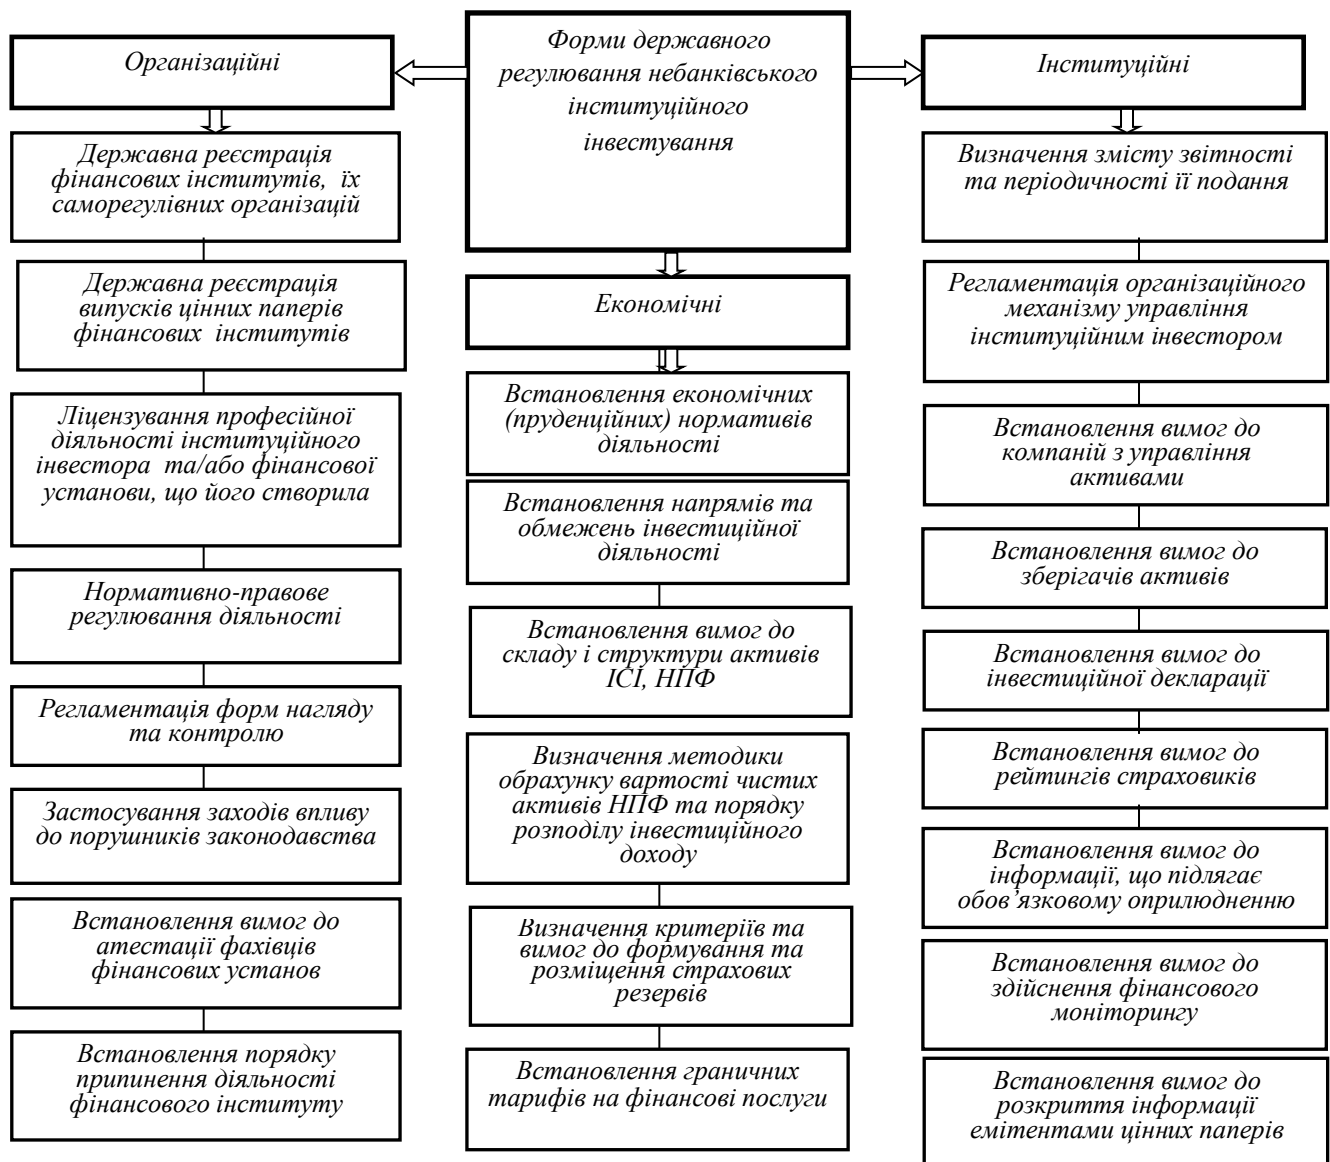 Форми державного
регулювання небанківського
інституційного
інвестування
Організаційні
Державна реєстрація
фінансових інститутів, їх
саморегулівних організацій
Державна реєстрація
випусків цінних паперів
фінансових інститутів
Ліцензування професійної
діяльності інституційного
інвестора та/або фінансової
установи, що його створила
Нормативно-правове
регулювання діяльності
Регламентація форм нагляду
та контролю
Застосування заходів впливу
до порушників законодавства
Встановлення вимог до
атестації фахівців
фінансових установ
Встановлення порядку
припинення діяльності
фінансового інституту
Економічні
Встановлення економічних
(пруденційних) нормативів
діяльності
Встановлення напрямів та
обмежень інвестиційної
діяльності
Встановлення вимог до
складу і структури активів
ІСІ, НПФ
Визначення методики
обрахунку вартості чистих
активів НПФ та порядку
розподілу інвестиційного
доходу
Визначення критеріїв та
вимог до формування та
розміщення страхових
резервів
Встановлення граничних
тарифів на фінансові послуги
Інституційні
Визначення змісту звітності
та періодичності її подання
Регламентація організаційного
механізму управління
інституційним інвестором
Встановлення вимог до
компаній з управління
активами
Встановлення вимог до
зберігачів активів
Встановлення вимог до
інвестиційної декларації
Встановлення вимог до
рейтингів страховиків
Встановлення вимог до
інформації, що підлягає
обов’язковому оприлюдненню
Встановлення вимог до
здійснення фінансового
моніторингу
Встановлення вимог до
розкриття інформації
емітентами цінних паперів